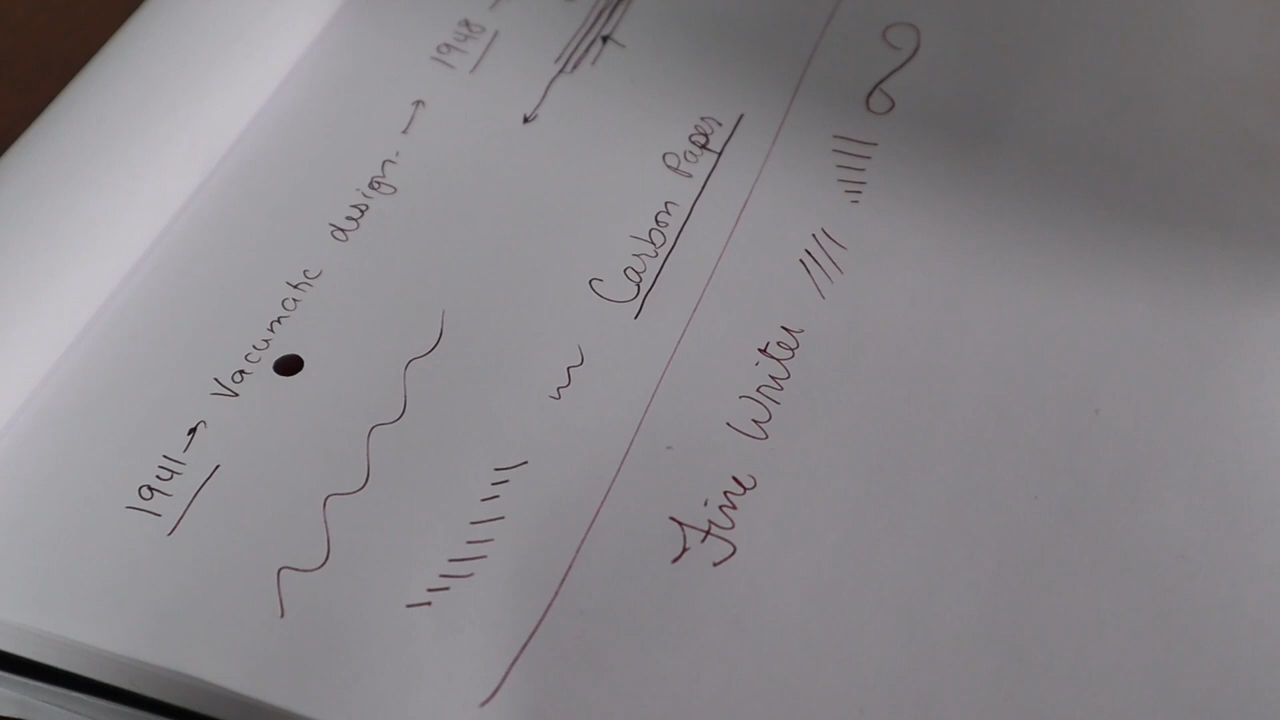 1941 → Vacumatic design. → 1948 -
Carbon Paper
Fine Writer